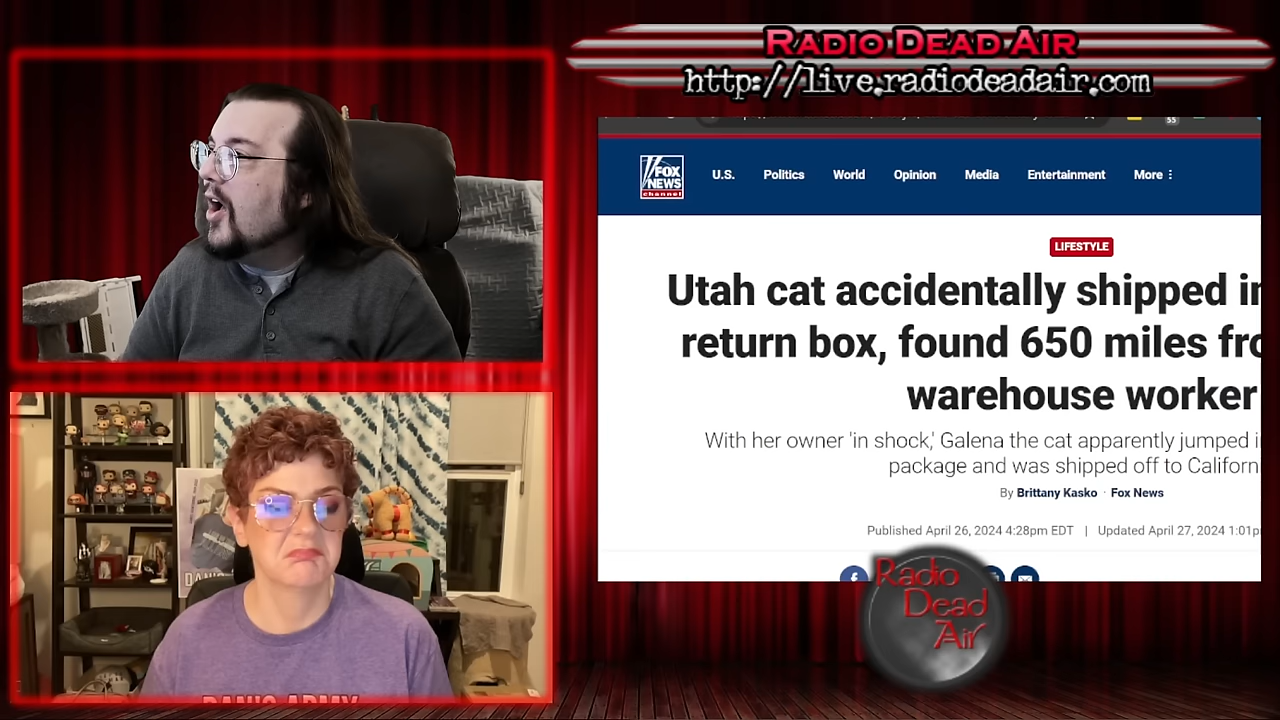 Radio Dead Air
http://live.radiodeadair.com
55
FOX
NEWS
channel
U.S.
Politics
World
Opinion
Media
Entertainment
More
LIFESTYLE
Utah cat accidentally shipped in
return box, found 650 miles fro
warehouse worker
With her owner 'in shock,' Galena the cat apparently jumped i
package and was shipped off to Californ
By Brittany Kasko · Fox News
Published April 26, 2024 4:28pm EDT | Updated April 27, 2024 1:01p
Radio
Dead
Air